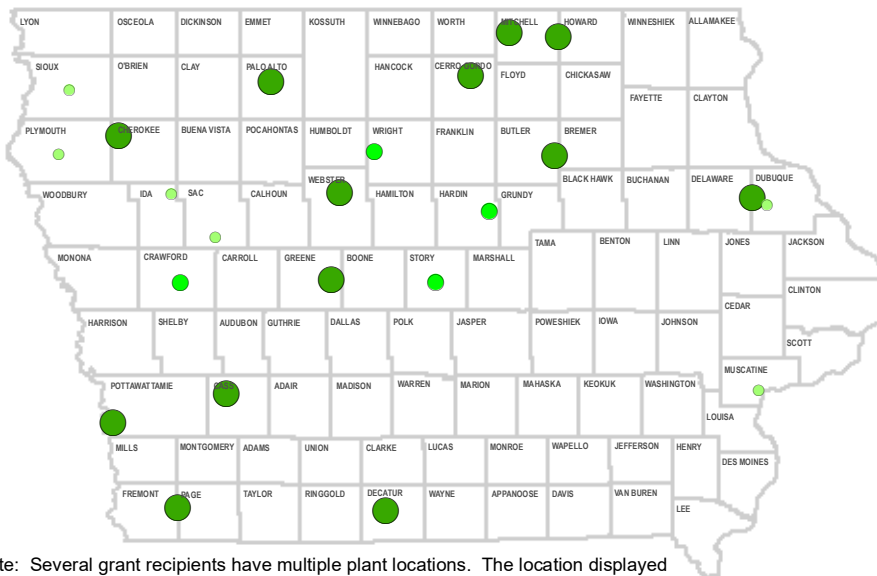 LYON OSCEOLA DICKINSON EMMET KOSSUTH WINNEBAGO WORTH MITCHELL HOWARD WINNESHIEK ALLAMAKEE
SIOUX O'BRIEN CLAY PALO ALTO HANCOCK CERRO GORDO FLOYD CHICKASAW
FAYETTE CLAYTON
PLYMOUTH CHEROKEE BUENA VISTA POCAHONTAS HUMBOLDT WRIGHT FRANKLIN BUTLER BREMER
WOODBURY IDA SAC CALHOUN WEBSTER HAMILTON HARDIN GRUNDY BLACK HAWK BUCHANAN DELAWARE DUBUQUE
MONONA CRAWFORD CARROLL GREENE BOONE STORY MARSHALL TAMA BENTON LINN JONES JACKSON
CLINTON
CEDAR
HARRISON SHELBY AUDUBON GUTHRIE DALLAS POLK JASPER POWESHIEK IOWA JOHNSON
SCOTT
MUSCATINE
POTTAWATTAMIE CASS ADAIR MADISON WARREN MARION MAHASKA KEOKUK WASHINGTON
LOUISA
MILLS MONTGOMERY ADAMS UNION CLARKE LUCAS MONROE WAPELLO JEFFERSON HENRY
DES MOINES
FREMONT PAGE TAYLOR RINGGOLD DECATUR WAYNE APPANOOSE DAVIS VAN BUREN
LEE
te: Several grant recipients have multiple plant locations. The location displayed